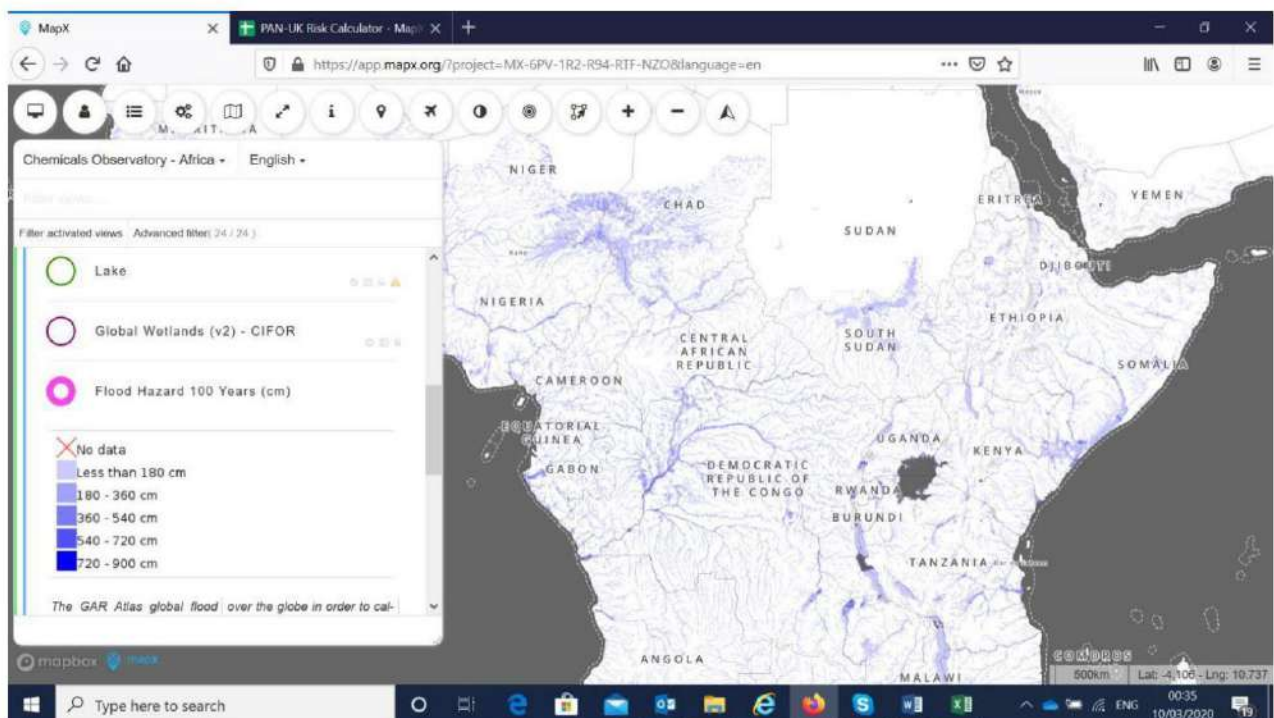 MapX
PAN-UK Risk Calculator - Map
https://app.mapx.org/?project=MX-6PV-1R2-R94-RTF-NZO&language=en
Chemicals Observatory - Africa
English
Filter activated views Advanced filter( 24 / 24 )
Lake
Global Wetlands (v2) - CIFOR
Flood Hazard 100 Years (cm)
No data
Less than 180 cm
180 - 360 cm
360 - 540 cm
540 - 720 cm
720 - 900 cm
The GAR Atlas global flood over the globe in order to cal-
NIGER
CHAD
SUDAN
ERITREA
YEMEN
DJIBOUTI
NIGERIA
ETHIOPIA
CENTRAL
AFRICAN
REPUBLIC
SOUTH
SUDAN
SOMALIA
CAMEROON
EQUATORIAL
GUINEA
UGANDA
KENYA
GABON
DEMOCRATIC
REPUBLIC OF
THE CONGO
RWANDA
BURUNDI
TANZANIA
ANGOLA
COMOROS
MALAWI
mapbox
mapx
500km
Lat: -4.106 - Lng: 10.737
Type here to search
ENG
00:35
10/03/2020
19